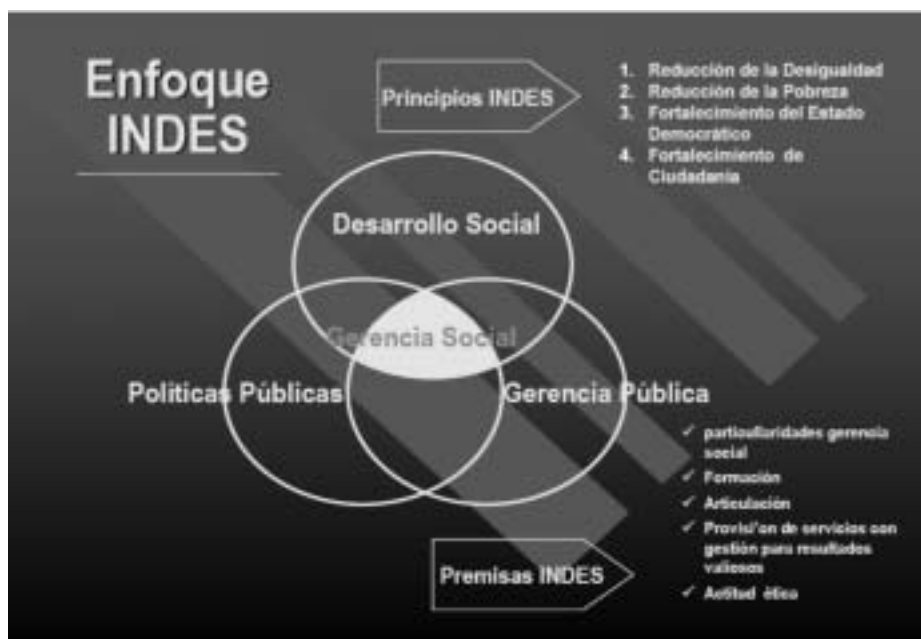 Enfoque
INDES
Principios INDES
1. Reducción de la Desigualdad
2. Reducción de la Pobreza
3. Fortalecimiento del Estado
Democrático
4. Fortalecimiento de
Ciudadania
Desarrollo Social
Gerencia Social
Politicas Públicas
Gerencia Pública
✓ particullaridades gerencia
social
✓ Formación
✓ Articulación
✓ Provisi'on de servicios con
gestión para resultados
valiosos
✓ Actitud ética
Premisas INDES